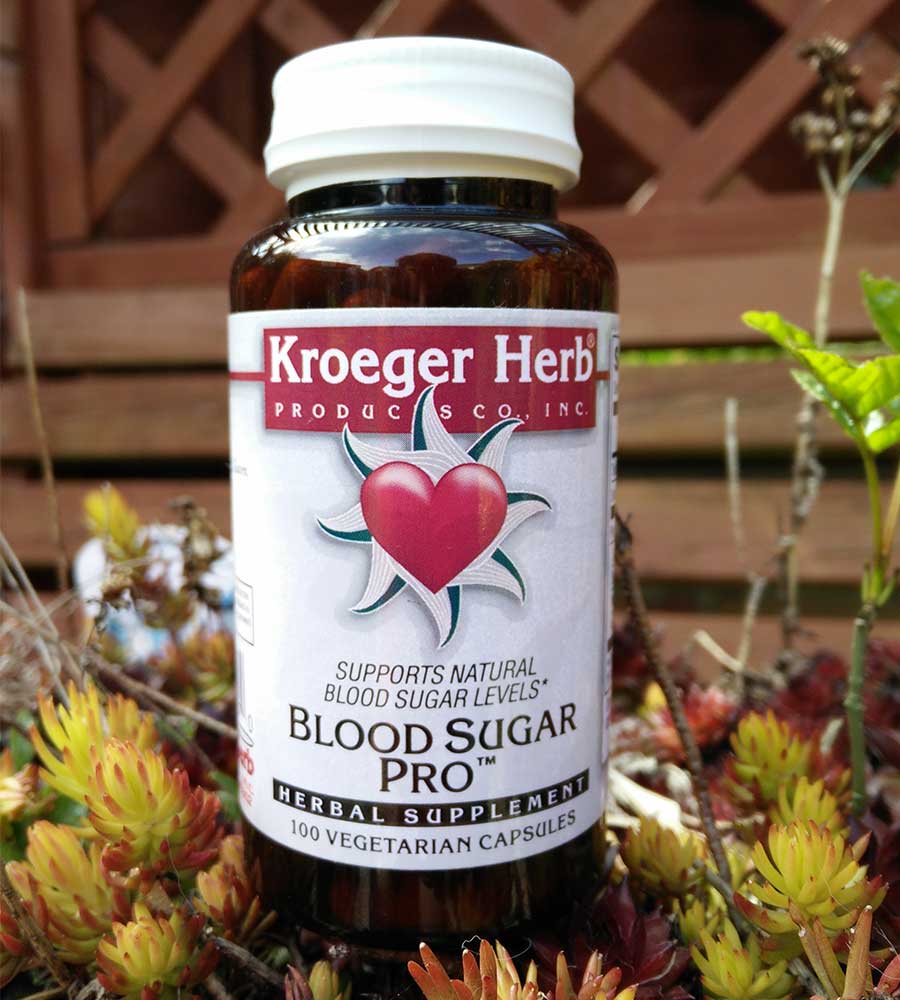 Kroeger Herb®
PRODUCTS CO., INC.
SUPPORTS NATURAL
BLOOD SUGAR LEVELS*
BLOOD SUGAR
PRO™
HERBAL SUPPLEMENT
100 VEGETARIAN CAPSULES